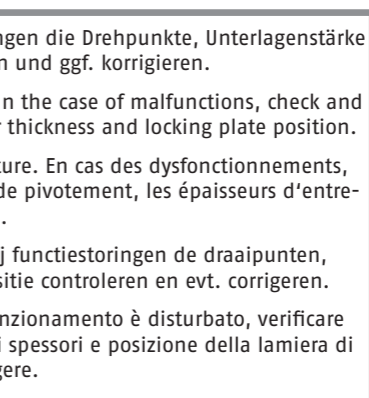 ngen die Drehpunkte, Unterlagenstärke
n und ggf. korrigieren.
n the case of malfunctions, check and
r thickness and locking plate position.
ture. En cas des dysfonctionnements,
de pivotement, les épaisseurs d‘entre-
.
j functiestoringen de draaipunten,
sitie controleren en evt. corrigeren.
nzionamento è disturbato, verificare
i spessori e posizione della lamiera di
gere.